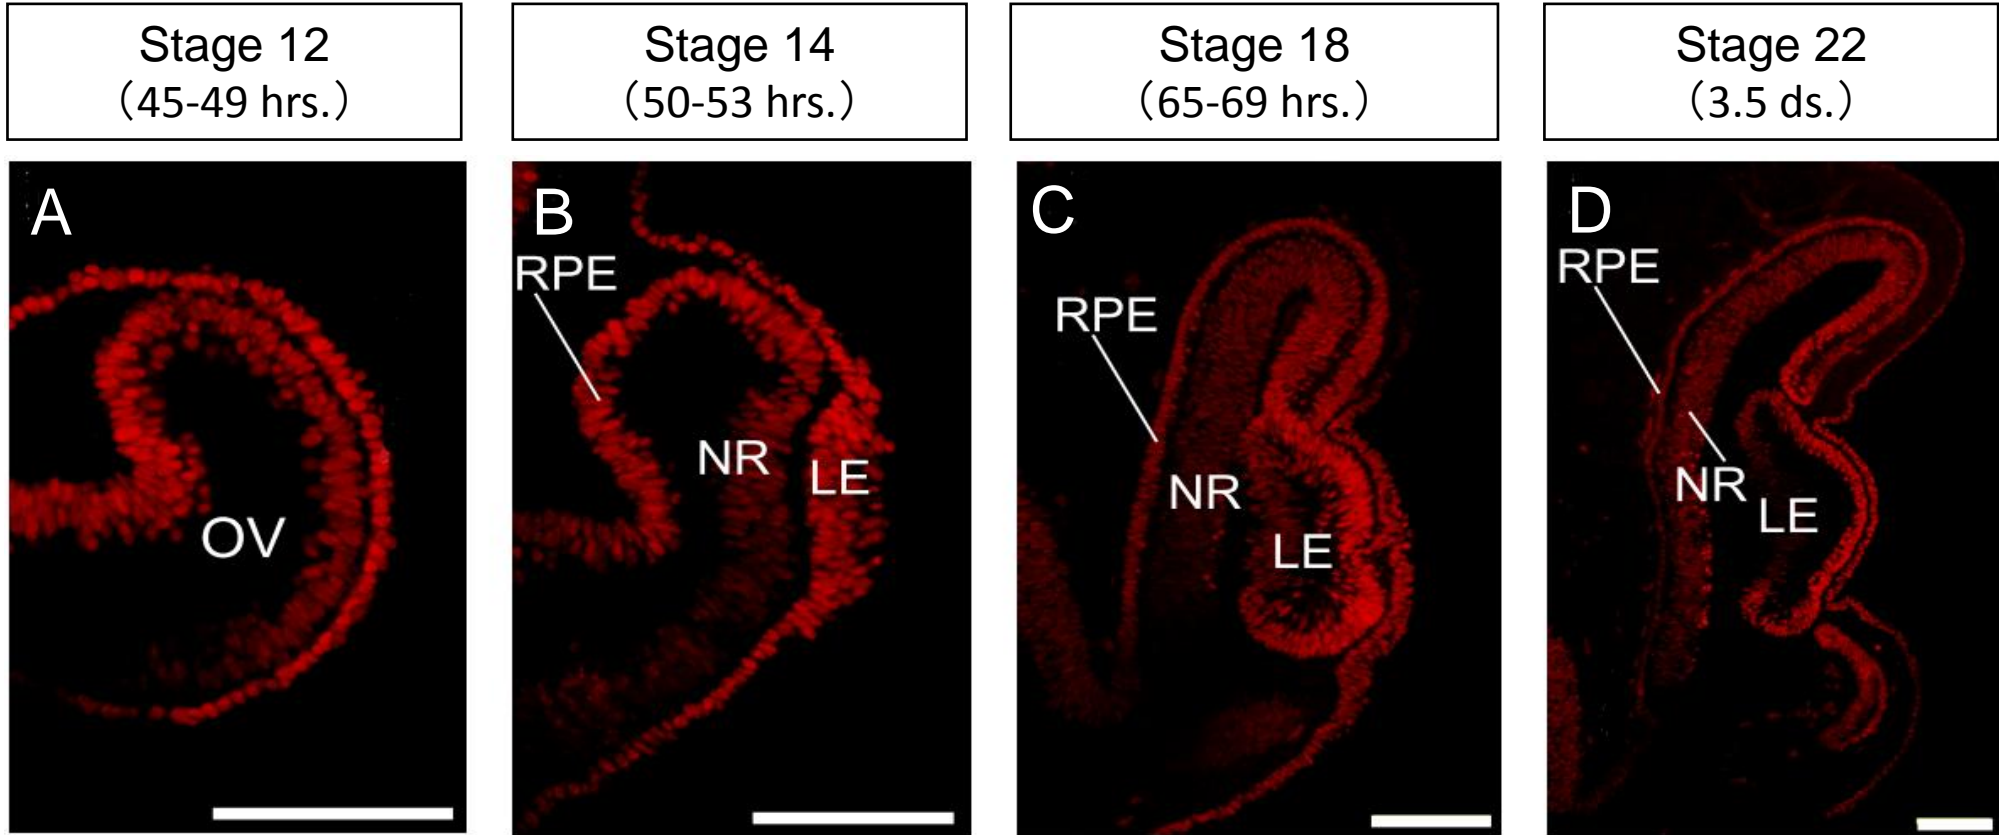 Stage 12
（45-49 hrs.）
Stage 14
（50-53 hrs.）
Stage 18
（65-69 hrs.）
Stage 22
（3.5 ds.）
A
OV
B
RPE
NR
LE
C
RPE
NR
LE
D
RPE
NR
LE